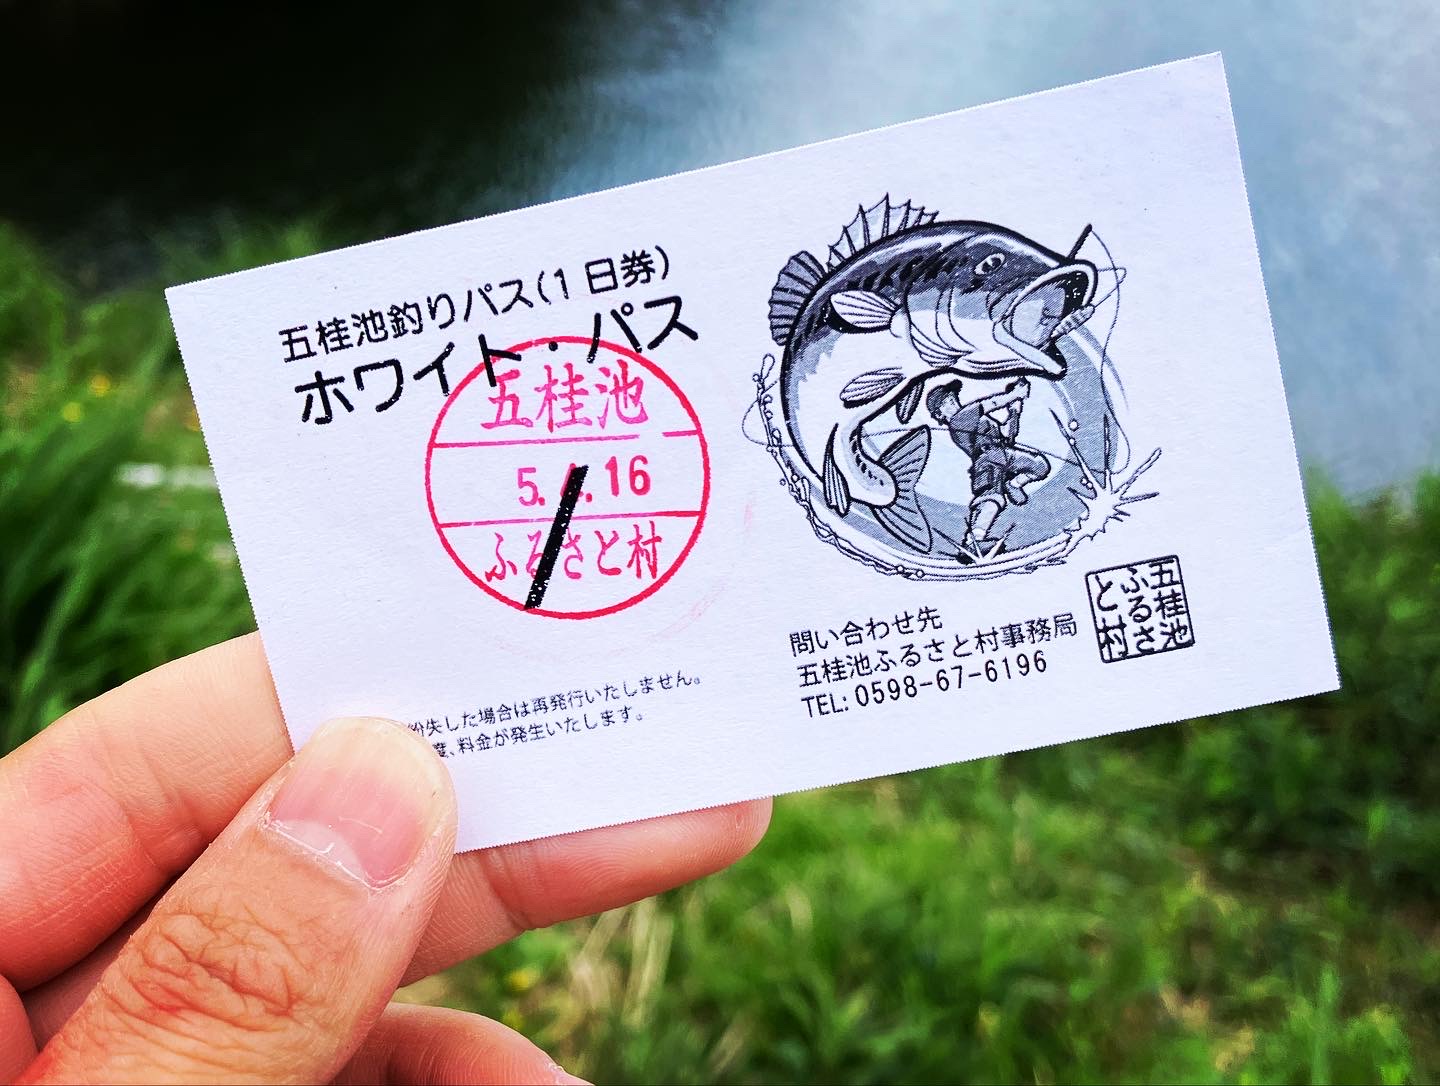 五桂池釣りパス(1日券)
ホワイト・パス
五桂池
5. .16
ふるさと村
紛失した場合は再発行いたしません。
度、料金が発生いたします。
問い合わせ先
五桂池ふるさと村事務局
TEL:0598-67-6196
五桂池
ふるさ
と村